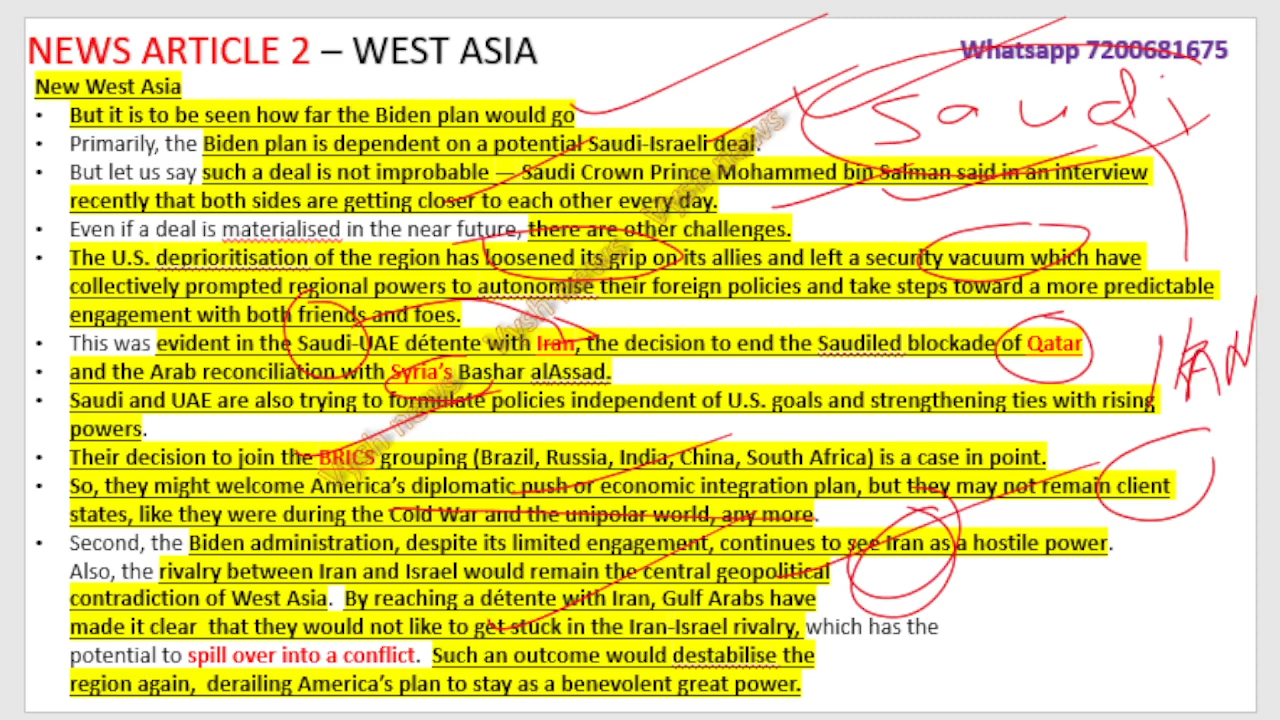 NEWS ARTICLE 2 – WEST ASIA
Whatsapp 7200681675
saudi
New West Asia
• But it is to be seen how far the Biden plan would go
• Primarily, the Biden plan is dependent on a potential Saudi-Israeli deal.
• But let us say such a deal is not improbable — Saudi Crown Prince Mohammed bin Salman said in an interview
recently that both sides are getting closer to each other every day.
• Even if a deal is materialised in the near future, there are other challenges.
• The U.S. deprioritisation of the region has loosened its grip on its allies and left a security vacuum which have
collectively prompted regional powers to autonomise their foreign policies and take steps toward a more predictable
engagement with both friends and foes.
• This was evident in the Saudi-UAE détente with Iran, the decision to end the Saudiled blockade of Qatar
IRAN
• and the Arab reconciliation with Syria's Bashar alAssad.
• Saudi and UAE are also trying to formulate policies independent of U.S. goals and strengthening ties with rising
powers.
• Their decision to join the BRICS grouping (Brazil, Russia, India, China, South Africa) is a case in point.
• So, they might welcome America's diplomatic push or economic integration plan, but they may not remain client
states, like they were during the Cold War and the unipolar world, any more.
• Second, the Biden administration, despite its limited engagement, continues to see Iran as a hostile power.
Also, the rivalry between Iran and Israel would remain the central geopolitical
contradiction of West Asia. By reaching a détente with Iran, Gulf Arabs have
made it clear that they would not like to get stuck in the Iran-Israel rivalry, which has the
potential to spill over into a conflict. Such an outcome would destabilise the
region again, derailing America's plan to stay as a benevolent great power.
Vjsh news
Vjsh news
Vjsh news